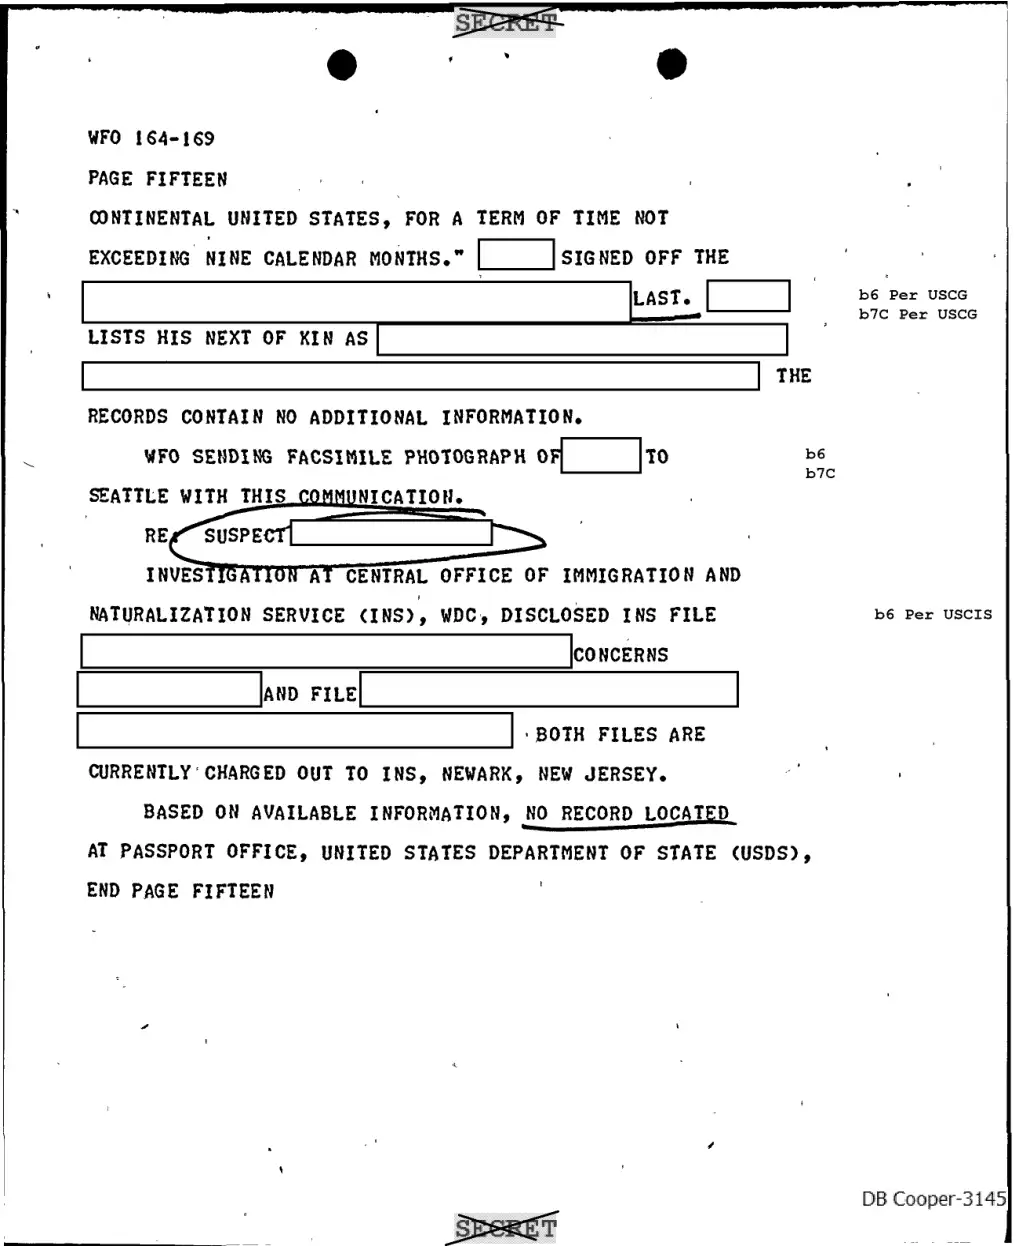 SECRET
WFO 164-169
PAGE FIFTEEN
CONTINENTAL UNITED STATES, FOR A TERM OF TIME NOT
EXCEEDING NINE CALENDAR MONTHS." SIGNED OFF THE
LAST.
b6 Per USCG
b7C Per USCG
LISTS HIS NEXT OF KIN AS
THE
RECORDS CONTAIN NO ADDITIONAL INFORMATION.
WFO SENDING FACSIMILE PHOTOGRAPH OF TO
b6
b7C
SEATTLE WITH THIS COMMUNICATION.
RE SUSPECT
INVESTIGATION AT CENTRAL OFFICE OF IMMIGRATION AND
NATURALIZATION SERVICE (INS), WDC, DISCLOSED INS FILE
b6 Per USCIS
CONCERNS
AND FILE
BOTH FILES ARE
CURRENTLY CHARGED OUT TO INS, NEWARK, NEW JERSEY.
BASED ON AVAILABLE INFORMATION, NO RECORD LOCATED
AT PASSPORT OFFICE, UNITED STATES DEPARTMENT OF STATE (USDS),
END PAGE FIFTEEN
DB Cooper-3145
SECRET